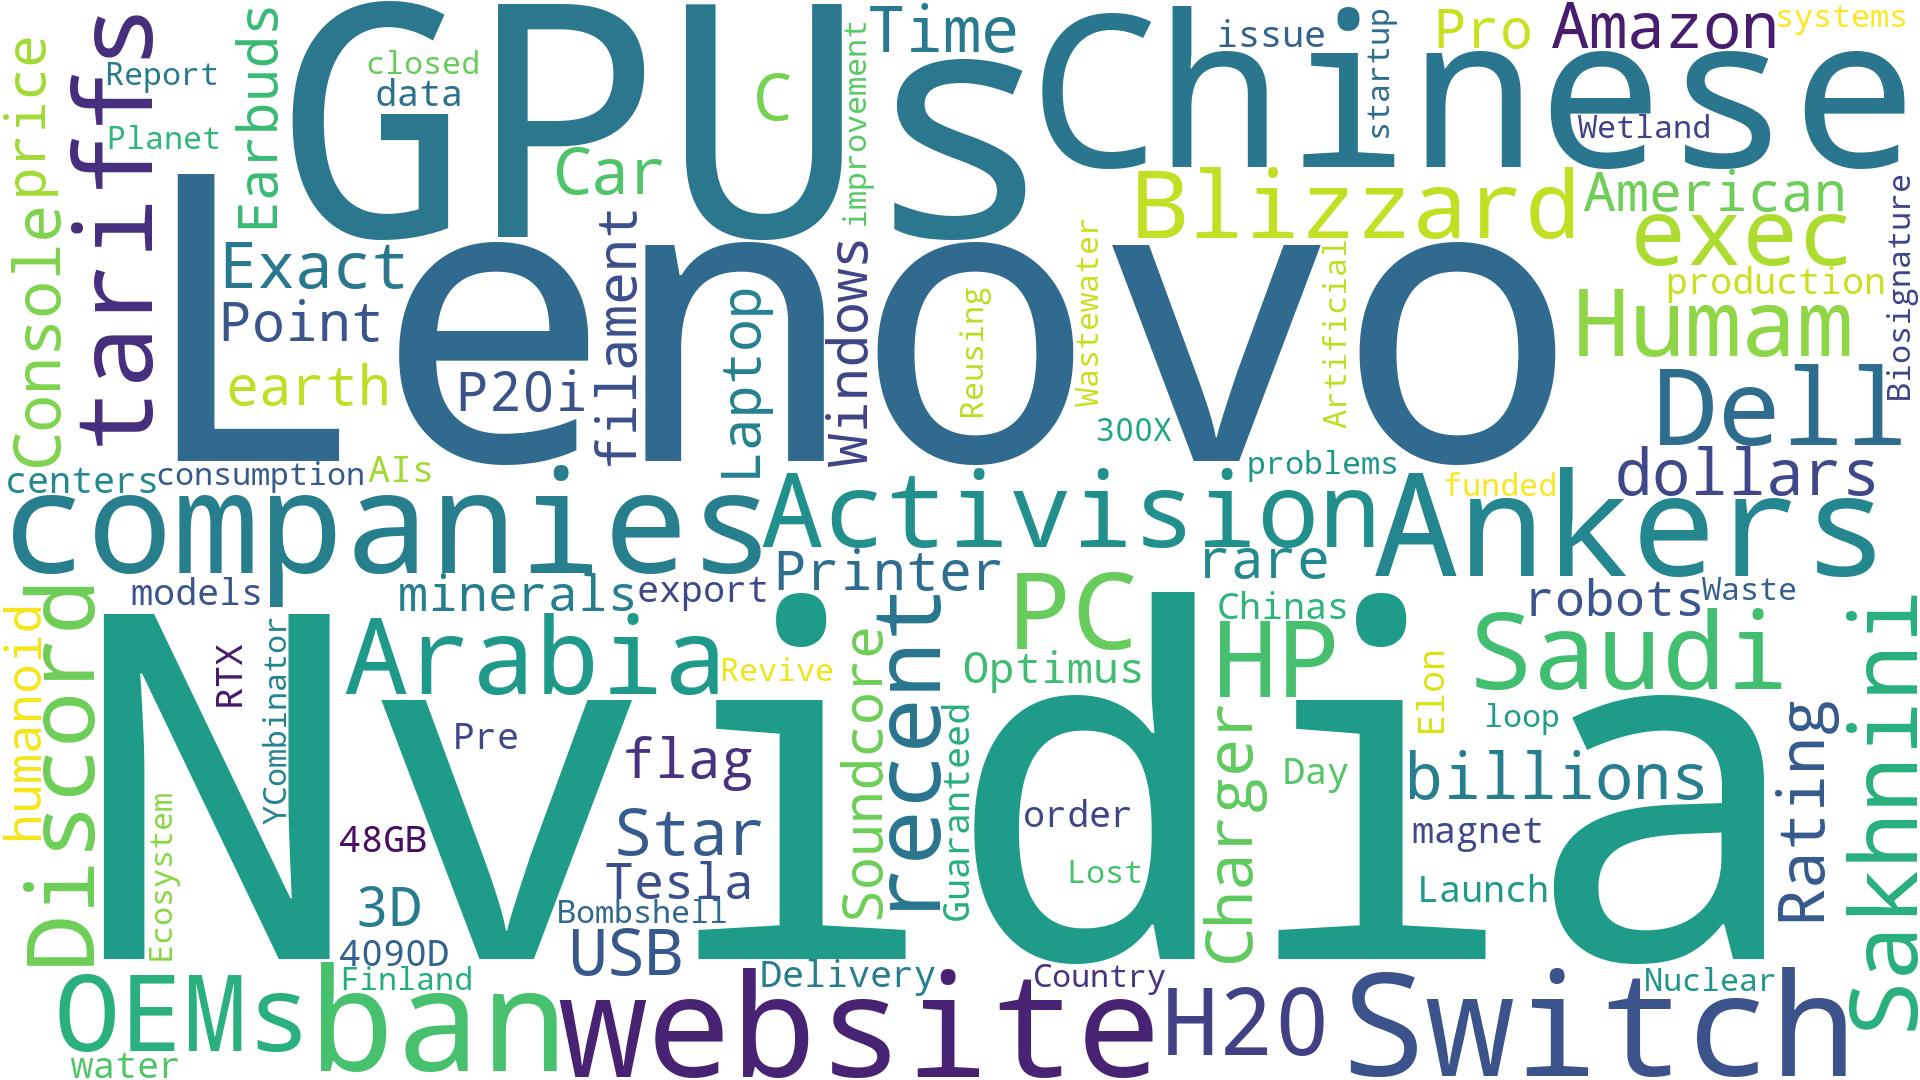 tariffs
Consoleprice
Report
Planet
Earbuds
GPUs
closed
data
Car
C
improvement
Time
Chinese
issue
startup
Pro
Amazon
systems
Wetland
Blizzard
American
exec
production
Biosignature
Lenovo
Exact
Point
earth
P2Oi
filament
Laptop
Windows
Reusing
Wastewater
300X
Artificial
Humam
Dell
centers
consumption
AIs
companies
Activision
problems
funded
dollars
Ankers
models
minerals
export
Printer
rare
robots
Waste
humanoid
Discord
Nvidia
RTX
YCombinator
Arabia
Revive
Soundcore
recent
PC
Optimus
Chinas
HP
Saudi
Sakhnini
Pre
flag
Guaranteed
Charger
Day
Elon
loop
billions
magnet
Rating
Ecosystem
48GB
Star
Tesla
order
Lost
Launch
3D
4090D
Bombshell
USB
Finland
Delivery
Country
Nuclear
OEMs
ban
website
H20
Switch
water